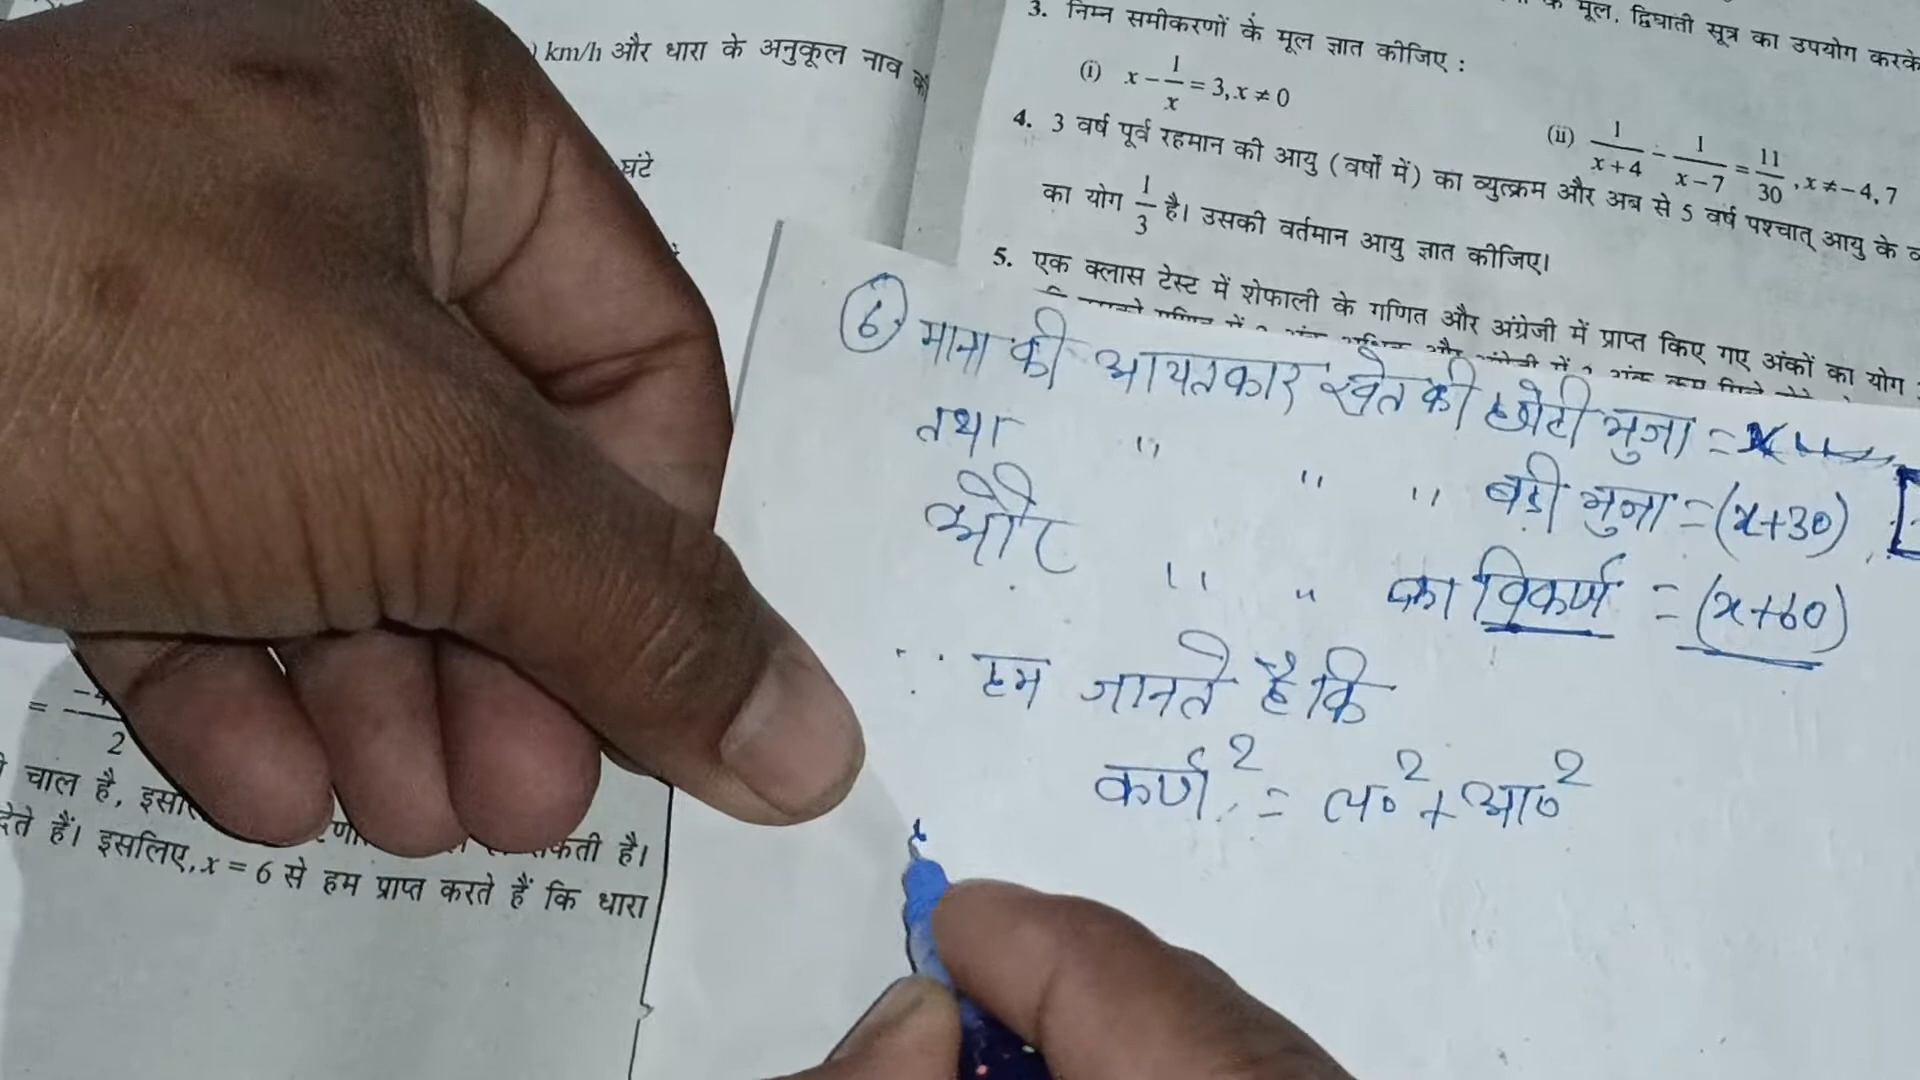 km/h और धारा के अनुकूल नाव की
घंटे
चाल है, इसलि
कती है।
देते हैं। इसलिए, x = 6 से हम प्राप्त करते हैं कि धारा
मूल, द्विघाती सूत्र का उपयोग करके
3. निम्न समीकरणों के मूल ज्ञात कीजिए :
(i) x - 1/x = 3, x ≠ 0
(ii) 1/(x+4) - 1/(x-7) = 11/30, x ≠ -4, 7
4. 3 वर्ष पूर्व रहमान की आयु (वर्षों में) का व्युत्क्रम और अब से 5 वर्ष पश्चात् आयु के
का योग 1/3 है। उसकी वर्तमान आयु ज्ञात कीजिए।
5. एक क्लास टेस्ट में शेफाली के गणित और अंग्रेजी में प्राप्त किए गए अंकों का योग
6. माना की आयतकार खेत की छोटी भुजा = x
तथा " " " बड़ी भुजा = (x+30)
और " " का विकर्ण = (x+60)
∵ हम जानते है कि
कर्ण² = ल०² + आ०²